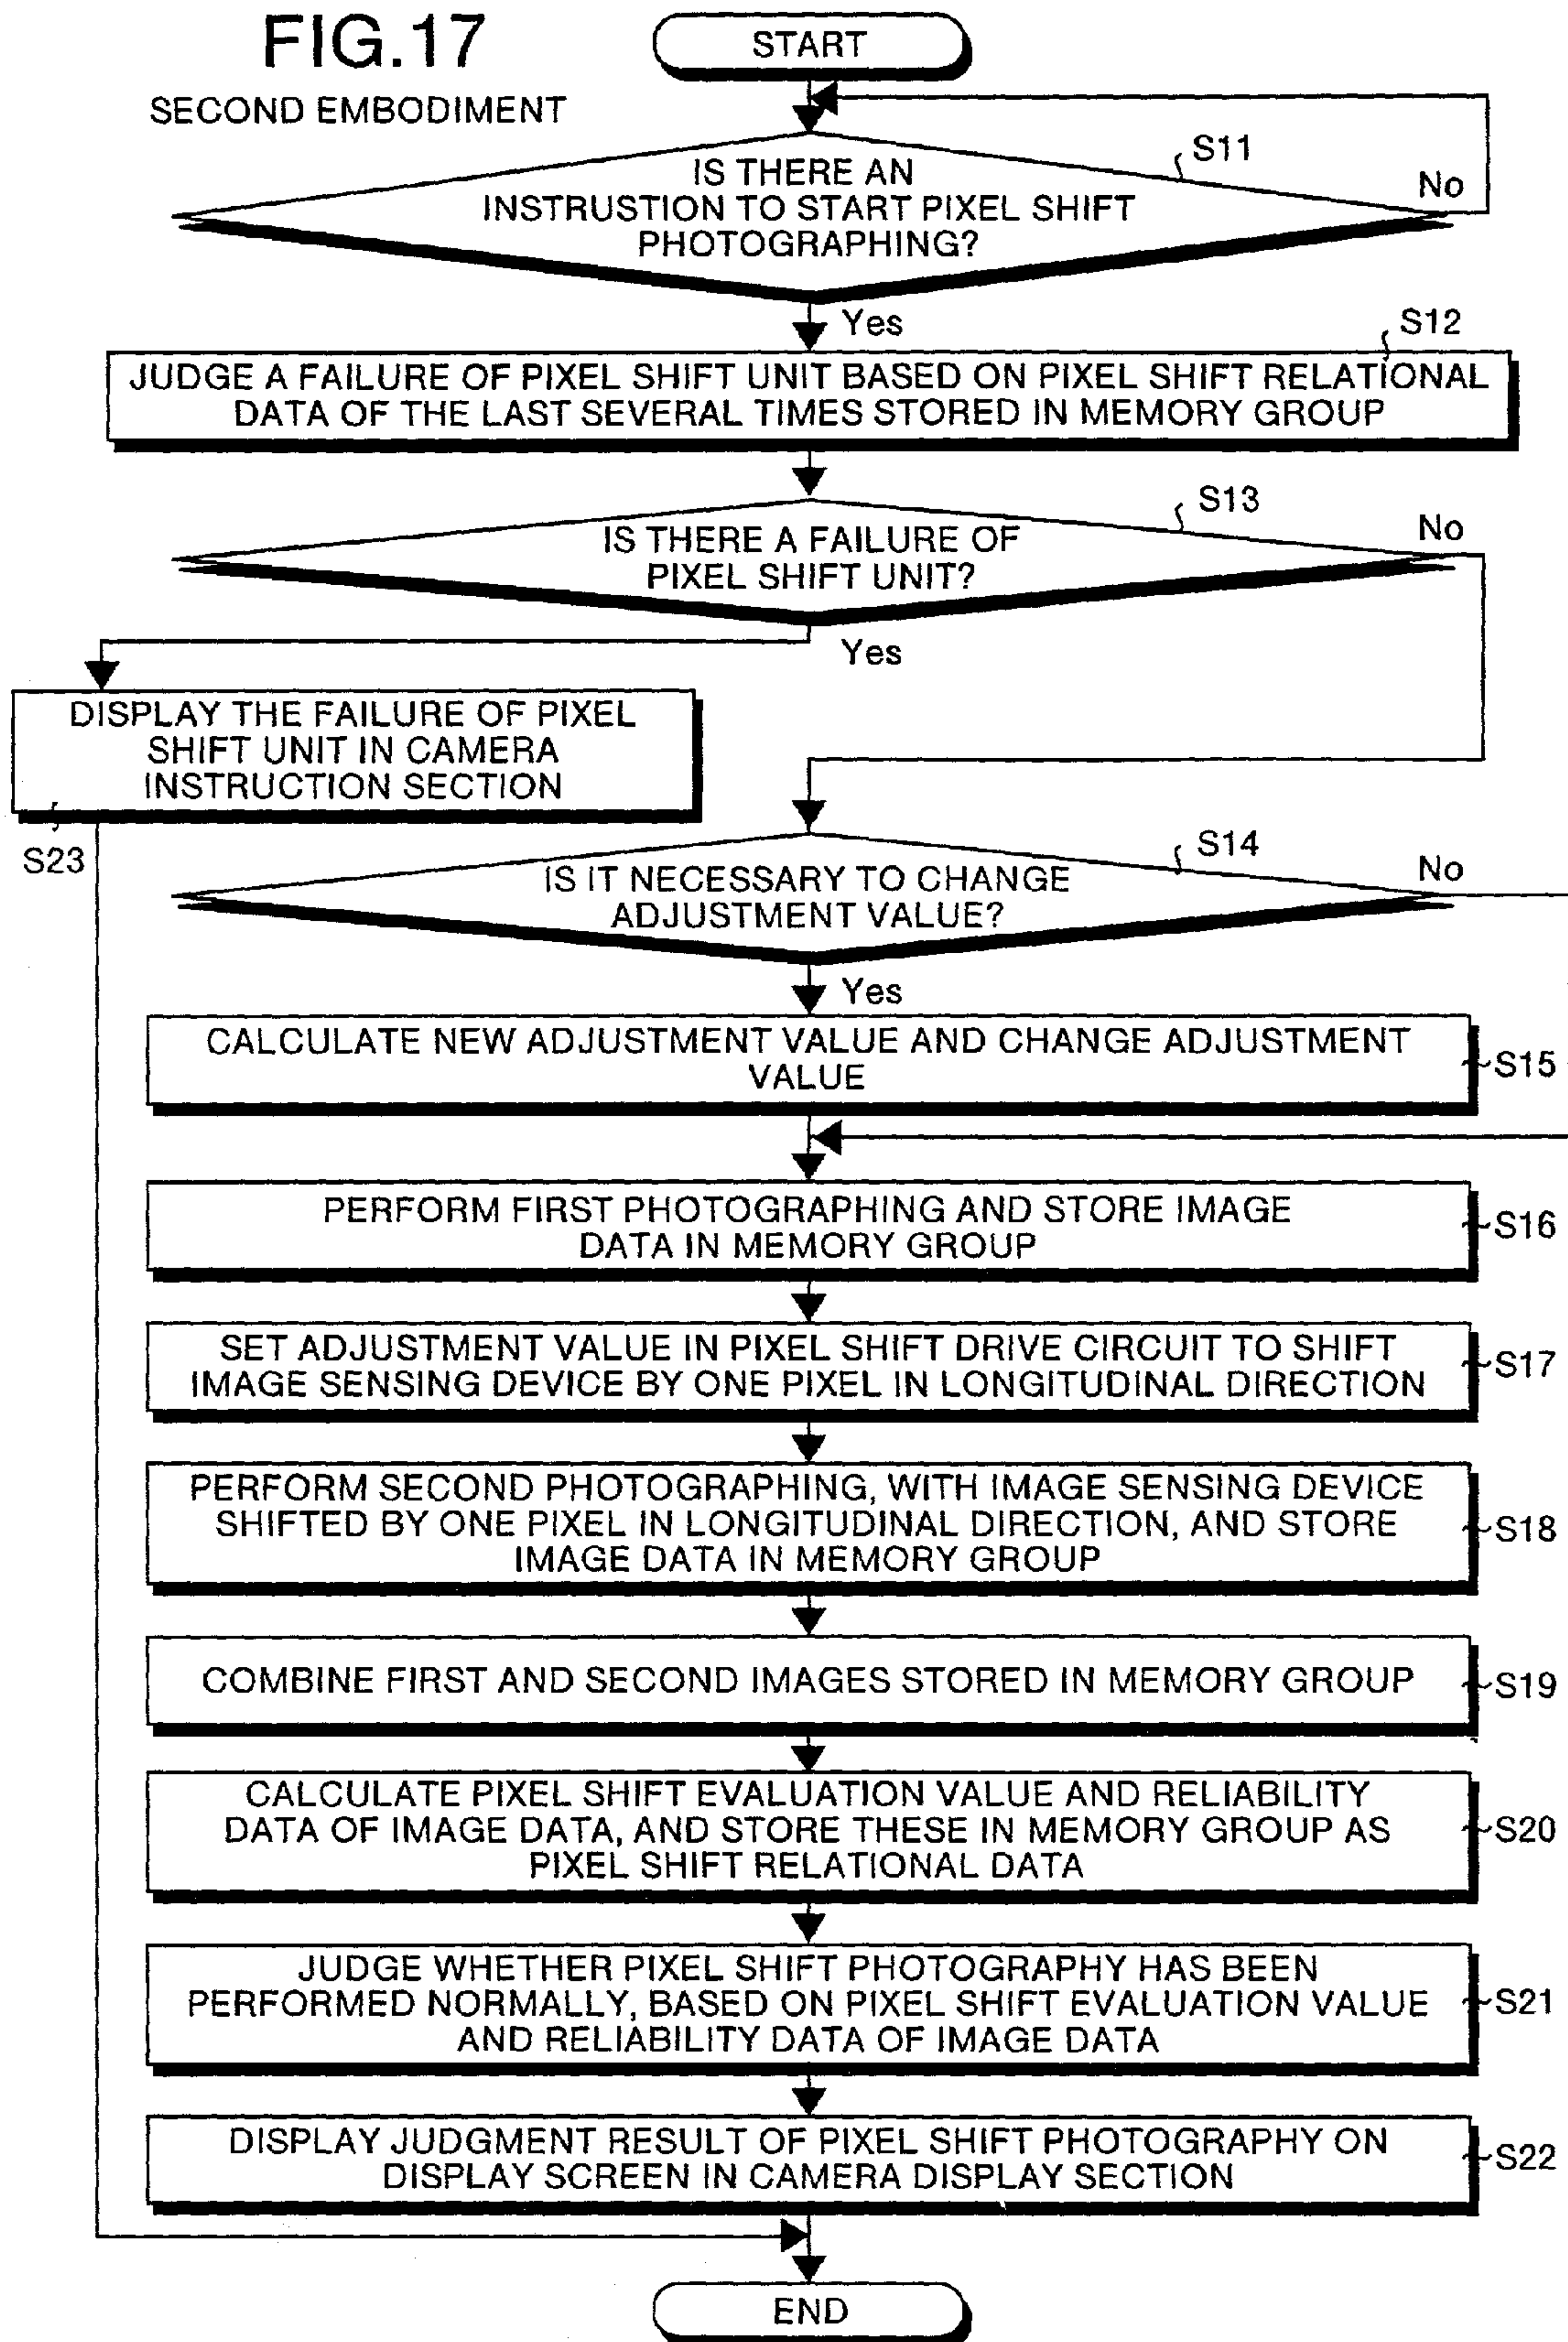 FIG.17
SECOND EMBODIMENT
START
S11
IS THERE AN
INSTRUSTION TO START PIXEL SHIFT
PHOTOGRAPHING?
No
Yes
S12
JUDGE A FAILURE OF PIXEL SHIFT UNIT BASED ON PIXEL SHIFT RELATIONAL
DATA OF THE LAST SEVERAL TIMES STORED IN MEMORY GROUP
S13
IS THERE A FAILURE OF
PIXEL SHIFT UNIT?
No
Yes
DISPLAY THE FAILURE OF PIXEL
SHIFT UNIT IN CAMERA
INSTRUCTION SECTION
S23
S14
IS IT NECESSARY TO CHANGE
ADJUSTMENT VALUE?
No
Yes
CALCULATE NEW ADJUSTMENT VALUE AND CHANGE ADJUSTMENT
VALUE
S15
PERFORM FIRST PHOTOGRAPHING AND STORE IMAGE
DATA IN MEMORY GROUP
S16
SET ADJUSTMENT VALUE IN PIXEL SHIFT DRIVE CIRCUIT TO SHIFT
IMAGE SENSING DEVICE BY ONE PIXEL IN LONGITUDINAL DIRECTION
S17
PERFORM SECOND PHOTOGRAPHING, WITH IMAGE SENSING DEVICE
SHIFTED BY ONE PIXEL IN LONGITUDINAL DIRECTION, AND STORE
IMAGE DATA IN MEMORY GROUP
S18
COMBINE FIRST AND SECOND IMAGES STORED IN MEMORY GROUP
S19
CALCULATE PIXEL SHIFT EVALUATION VALUE AND RELIABILITY
DATA OF IMAGE DATA, AND STORE THESE IN MEMORY GROUP AS
PIXEL SHIFT RELATIONAL DATA
S20
JUDGE WHETHER PIXEL SHIFT PHOTOGRAPHY HAS BEEN
PERFORMED NORMALLY, BASED ON PIXEL SHIFT EVALUATION VALUE
AND RELIABILITY DATA OF IMAGE DATA
S21
DISPLAY JUDGMENT RESULT OF PIXEL SHIFT PHOTOGRAPHY ON
DISPLAY SCREEN IN CAMERA DISPLAY SECTION
S22
END